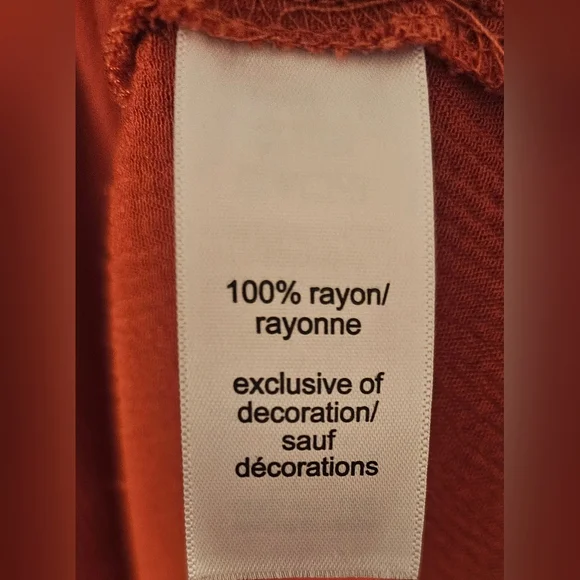 100% rayon/
rayonne
exclusive of
decoration/
sauf
décorations